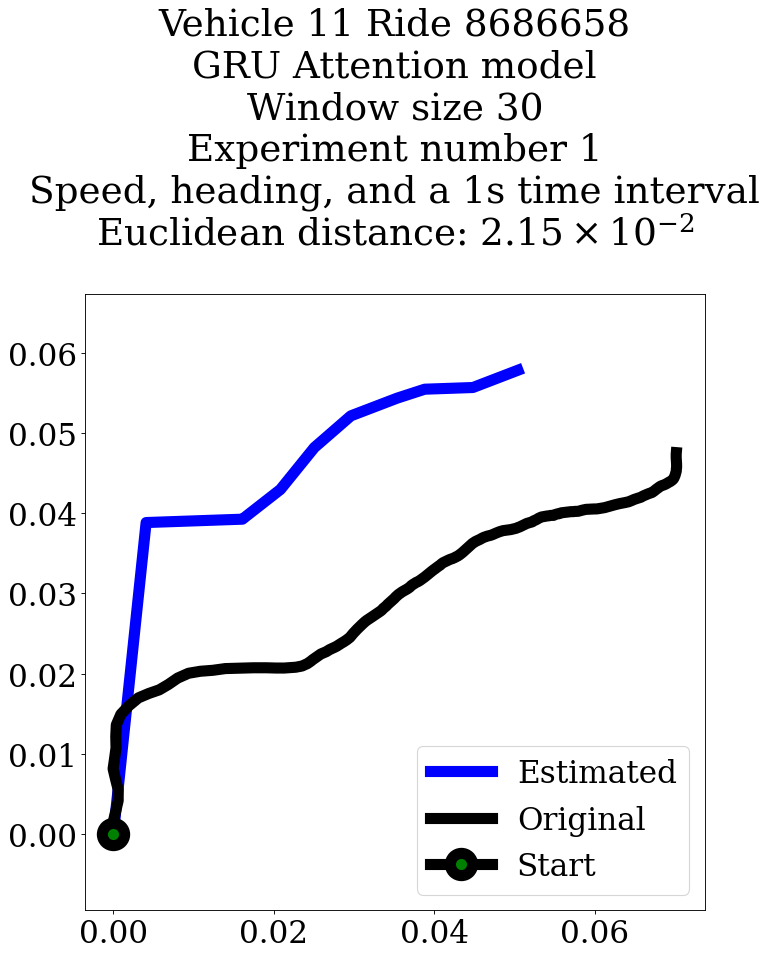 Vehicle 11 Ride 8686658
GRU Attention model
Window size 30
Experiment number 1
Speed, heading, and a 1s time interval
Euclidean distance: 2.15 × 10⁻²
0.06
0.05
0.04
0.03
0.02
0.01
0.00
Estimated
Original
Start
0.00 0.02 0.04 0.06